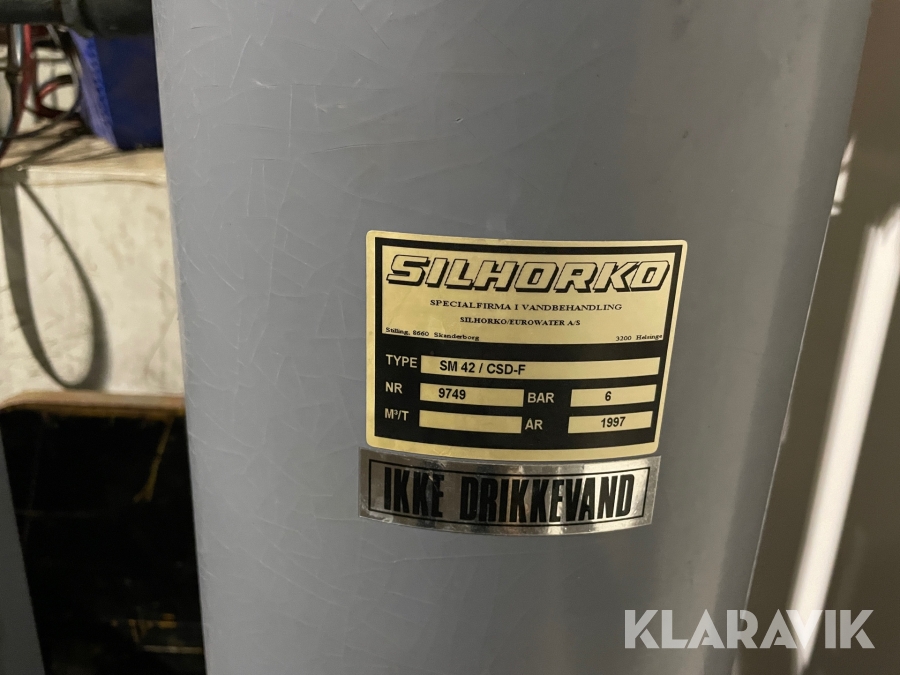 SILHORKO
SPECIALFIRMA I VANDBEHANDLING
SILHORKO/EUROWATER A/S
Stilling, 8660 Skanderborg 3200 Helsinge
TYPE SM 42 / CSD-F
NR 9749 BAR 6
M³/T ÅR 1997
IKKE DRIKKEVAND
KLARAVIK